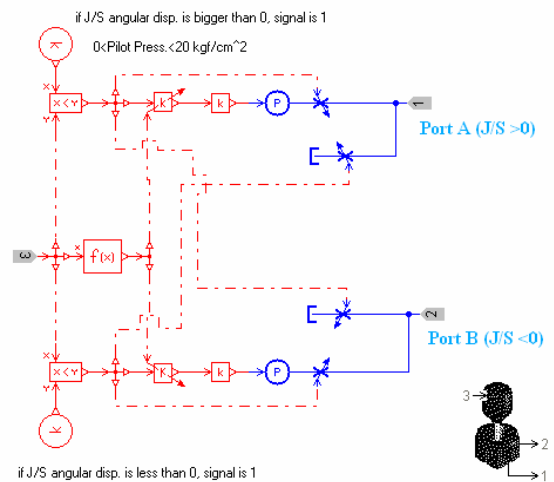 if J/S angular disp. is bigger than 0, signal is 1
0<Pilot Press.<20 kgf/cm^2
k
x
x<Y
Y
k
k
P
1
Port A (J/S >0)
3
x
f(x)
2
Port B (J/S <0)
x
x<Y
Y
k
k
P
k
3
2
1
if J/S angular disp. is less than 0, signal is 1